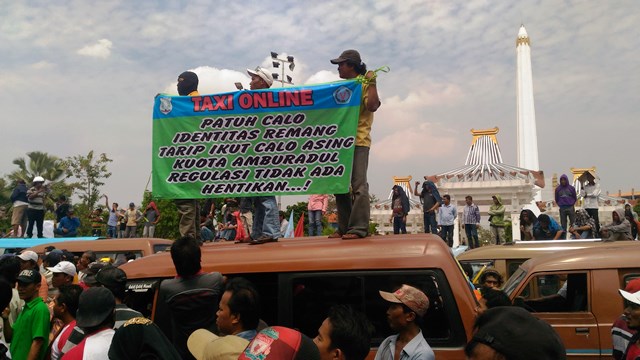 TAXI ONLINE
PATUH CALO
IDENTITAS REMANG
TARIP IKUT CALO ASING
KUOTA AMBURADUL
REGULASI TIDAK ADA
HENTIKAN...!